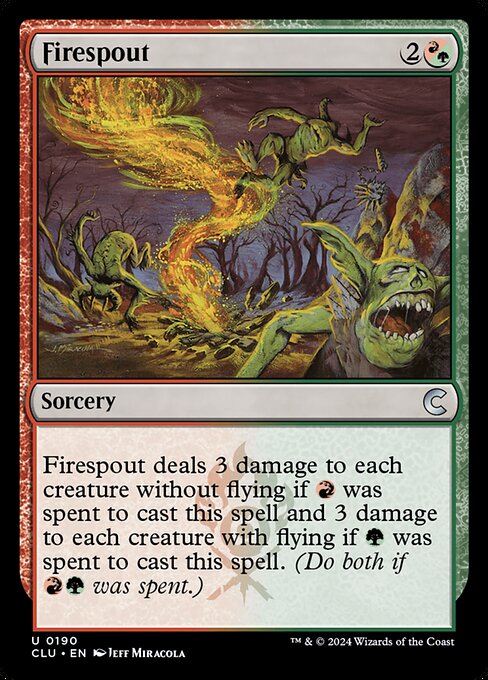 Firespout 2
J. MIRACOLA
Sorcery
Firespout deals 3 damage to each
creature without flying if was
spent to cast this spell and 3 damage
to each creature with flying if was
spent to cast this spell. (Do both if
was spent.)
U 0190
CLU • EN JEFF MIRACOLA
™ & © 2024 Wizards of the Coast